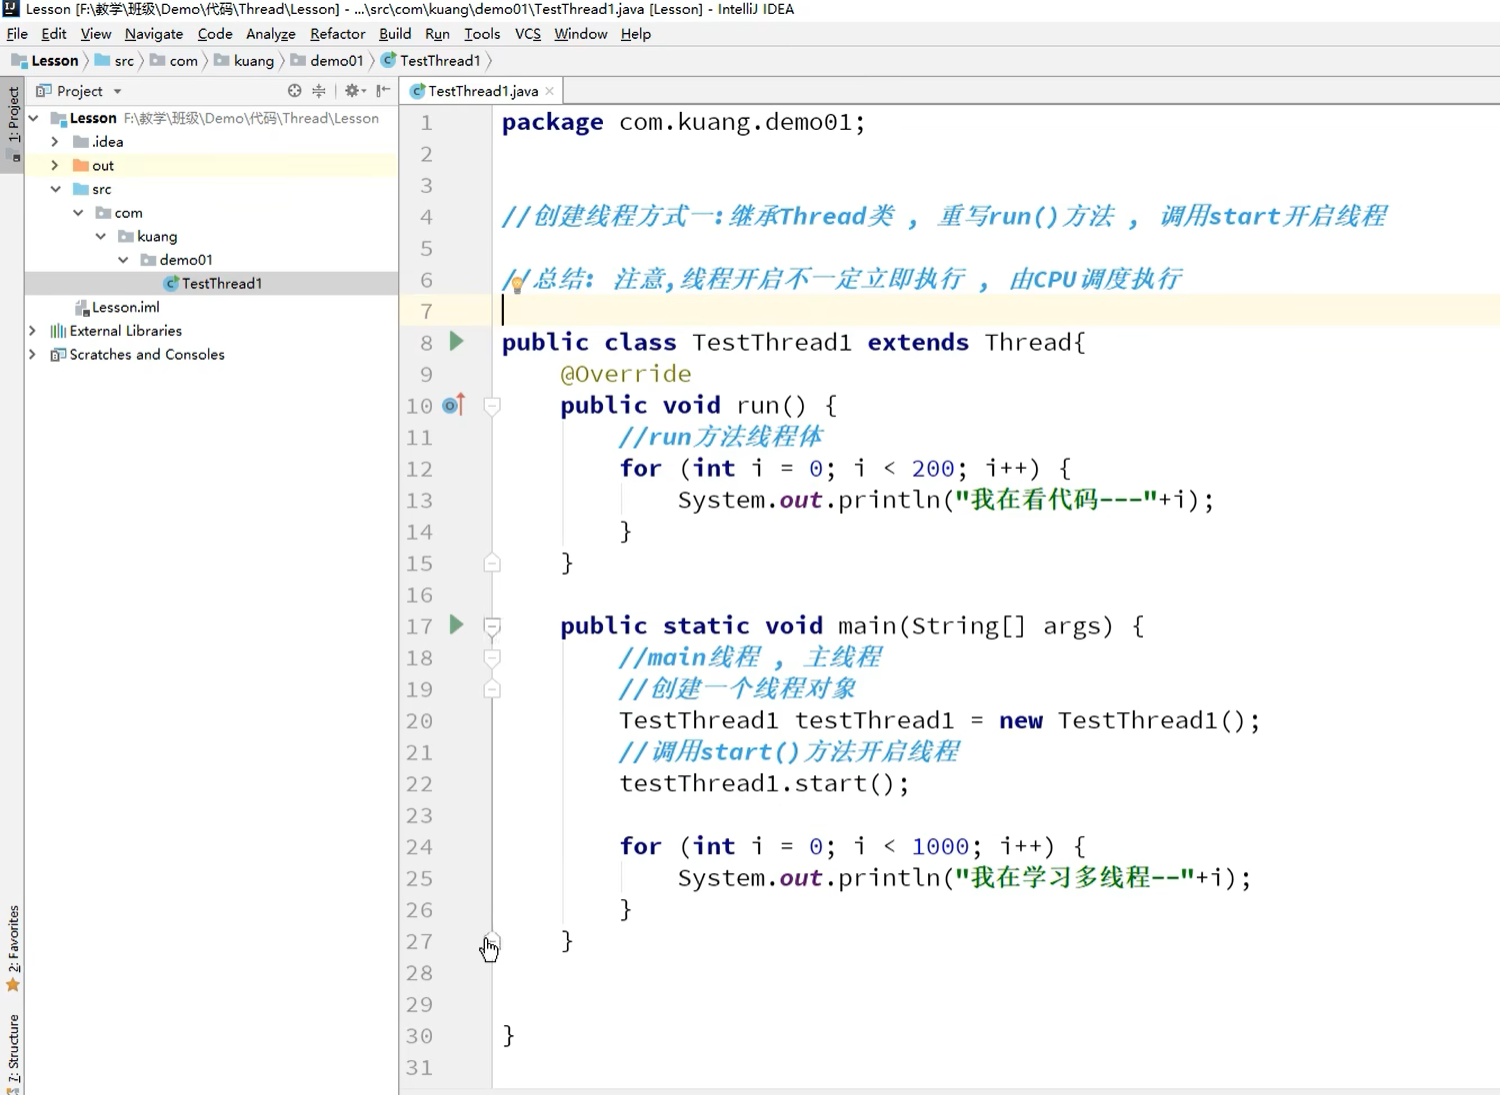 Lesson [F:\教学\班级\Demo\代码\Thread\Lesson] - ...\src\com\kuang\demo01\TestThread1.java [Lesson] - IntelliJ IDEA
File Edit View Navigate Code Analyze Refactor Build Run Tools VCS Window Help
Lesson src com kuang demo01 TestThread1
1: Project
2: Favorites
7: Structure
Project
Lesson F:\教学\班级\Demo\代码\Thread\Lesson
.idea
out
src
com
kuang
demo01
TestThread1
Lesson.iml
External Libraries
Scratches and Consoles
TestThread1.java
1 package com.kuang.demo01;
2
3
4 //创建线程方式一:继承Thread类 , 重写run()方法 , 调用start开启线程
5
6 //总结: 注意,线程开启不一定立即执行 , 由CPU调度执行
7
8 public class TestThread1 extends Thread{
9 @Override
10 public void run() {
11 //run方法线程体
12 for (int i = 0; i < 200; i++) {
13 System.out.println("我在看代码---"+i);
14 }
15 }
16
17 public static void main(String[] args) {
18 //main线程 , 主线程
19 //创建一个线程对象
20 TestThread1 testThread1 = new TestThread1();
21 //调用start()方法开启线程
22 testThread1.start();
23
24 for (int i = 0; i < 1000; i++) {
25 System.out.println("我在学习多线程--"+i);
26 }
27 }
28
29
30 }
31